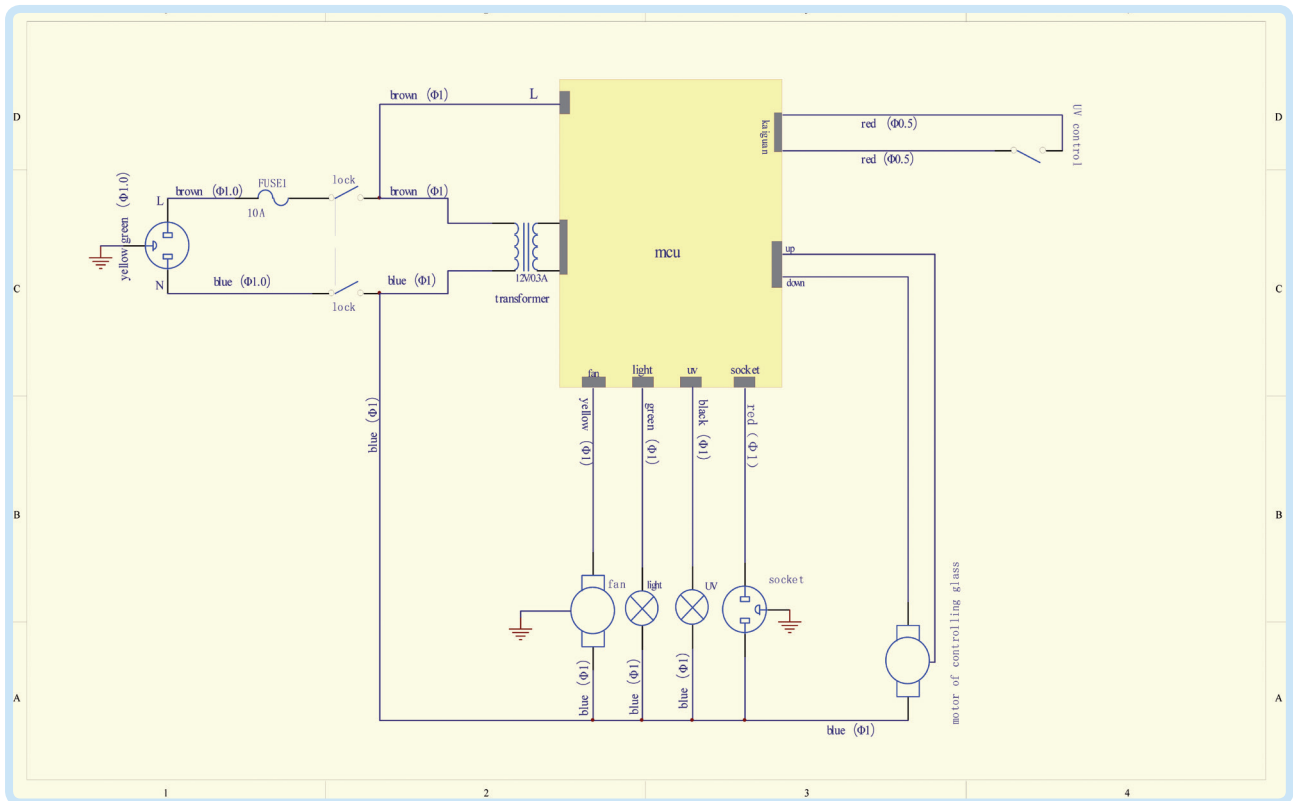 D
D
C
C
B
B
A
A
1
2
3
4
brown (Φ1)
L
mcu
kaiguan
red (Φ0.5)
red (Φ0.5)
UV control
yellow green (Φ1.0)
L
brown (Φ1.0)
FUSE1
10A
lock
brown (Φ1)
N
blue (Φ1.0)
lock
blue (Φ1)
12V/0.3A
transformer
up
down
fan
light
uv
socket
blue (Φ1)
yellow (Φ1)
green (Φ1)
black (Φ1)
red (Φ1)
fan
light
UV
socket
motor of controlling glass
blue (Φ1)
blue (Φ1)
blue (Φ1)
blue (Φ1)